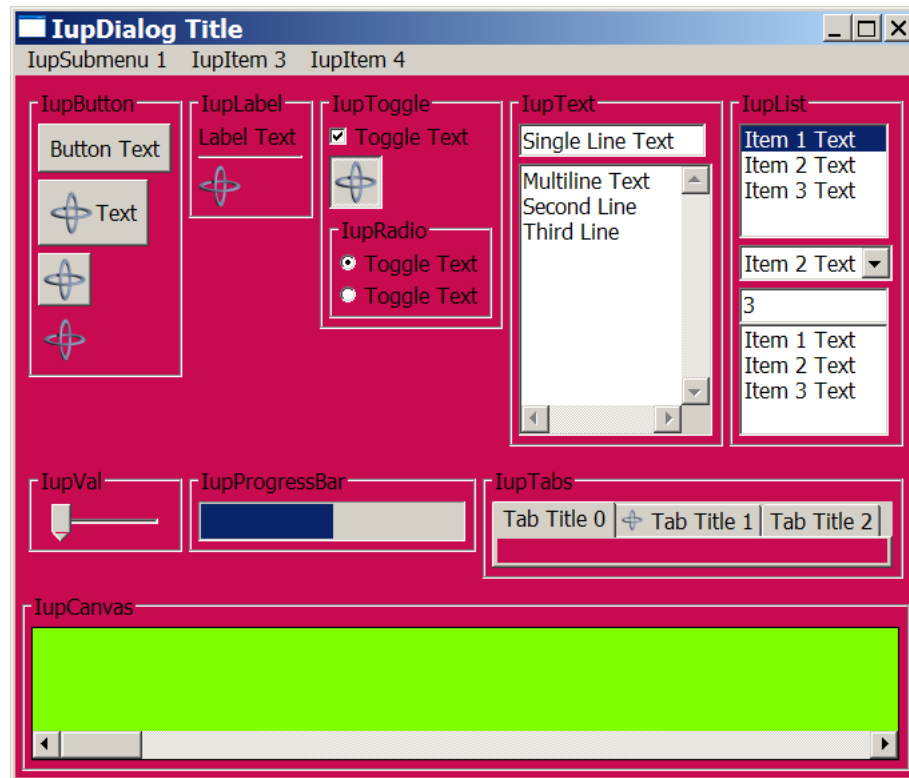 IupDialog Title
IupSubmenu 1 IupItem 3 IupItem 4
IupButton
Button Text
Text
IupLabel
Label Text
IupToggle
Toggle Text
IupRadio
Toggle Text
Toggle Text
IupText
Single Line Text
Multiline Text
Second Line
Third Line
IupList
Item 1 Text
Item 2 Text
Item 3 Text
Item 2 Text
3
Item 1 Text
Item 2 Text
Item 3 Text
IupVal
IupProgressBar
IupTabs
Tab Title 0 Tab Title 1 Tab Title 2
IupCanvas